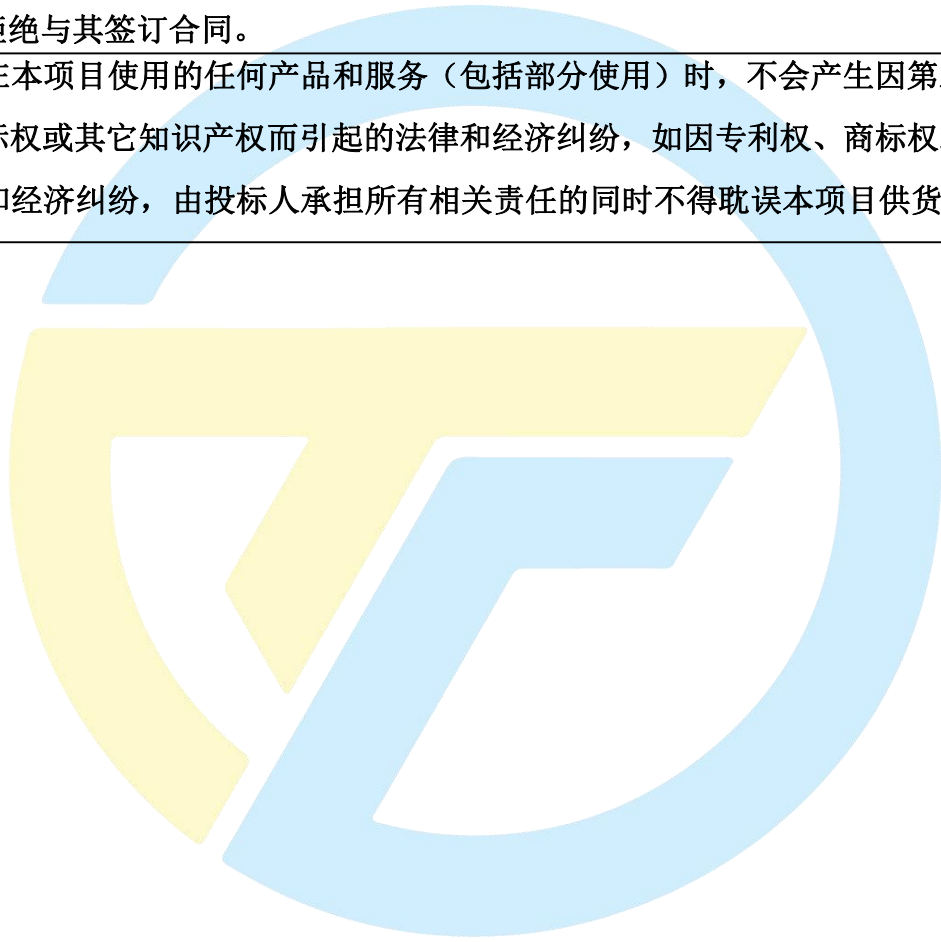 拒绝与其签订合同。
在本项目使用的任何产品和服务（包括部分使用）时，不会产生因第
标权或其它知识产权而引起的法律和经济纠纷，如因专利权、商标权
和经济纠纷，由投标人承担所有相关责任的同时不得耽误本项目供货